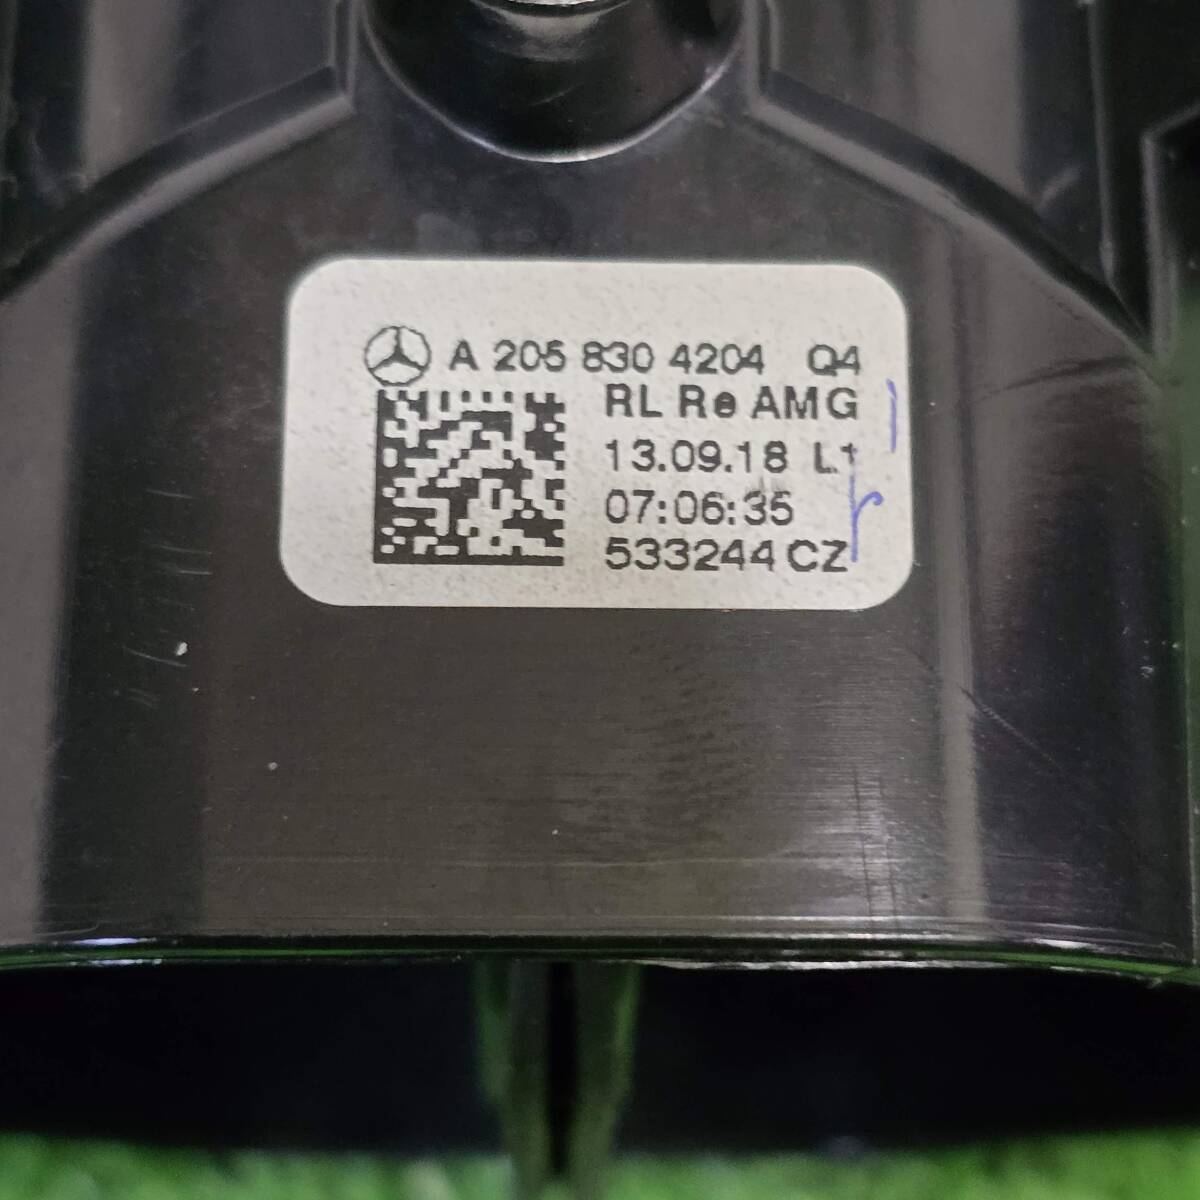 A 205 830 4204 Q4
RL Re AMG
13.09.18 L1
07:06:35
533244 CZ